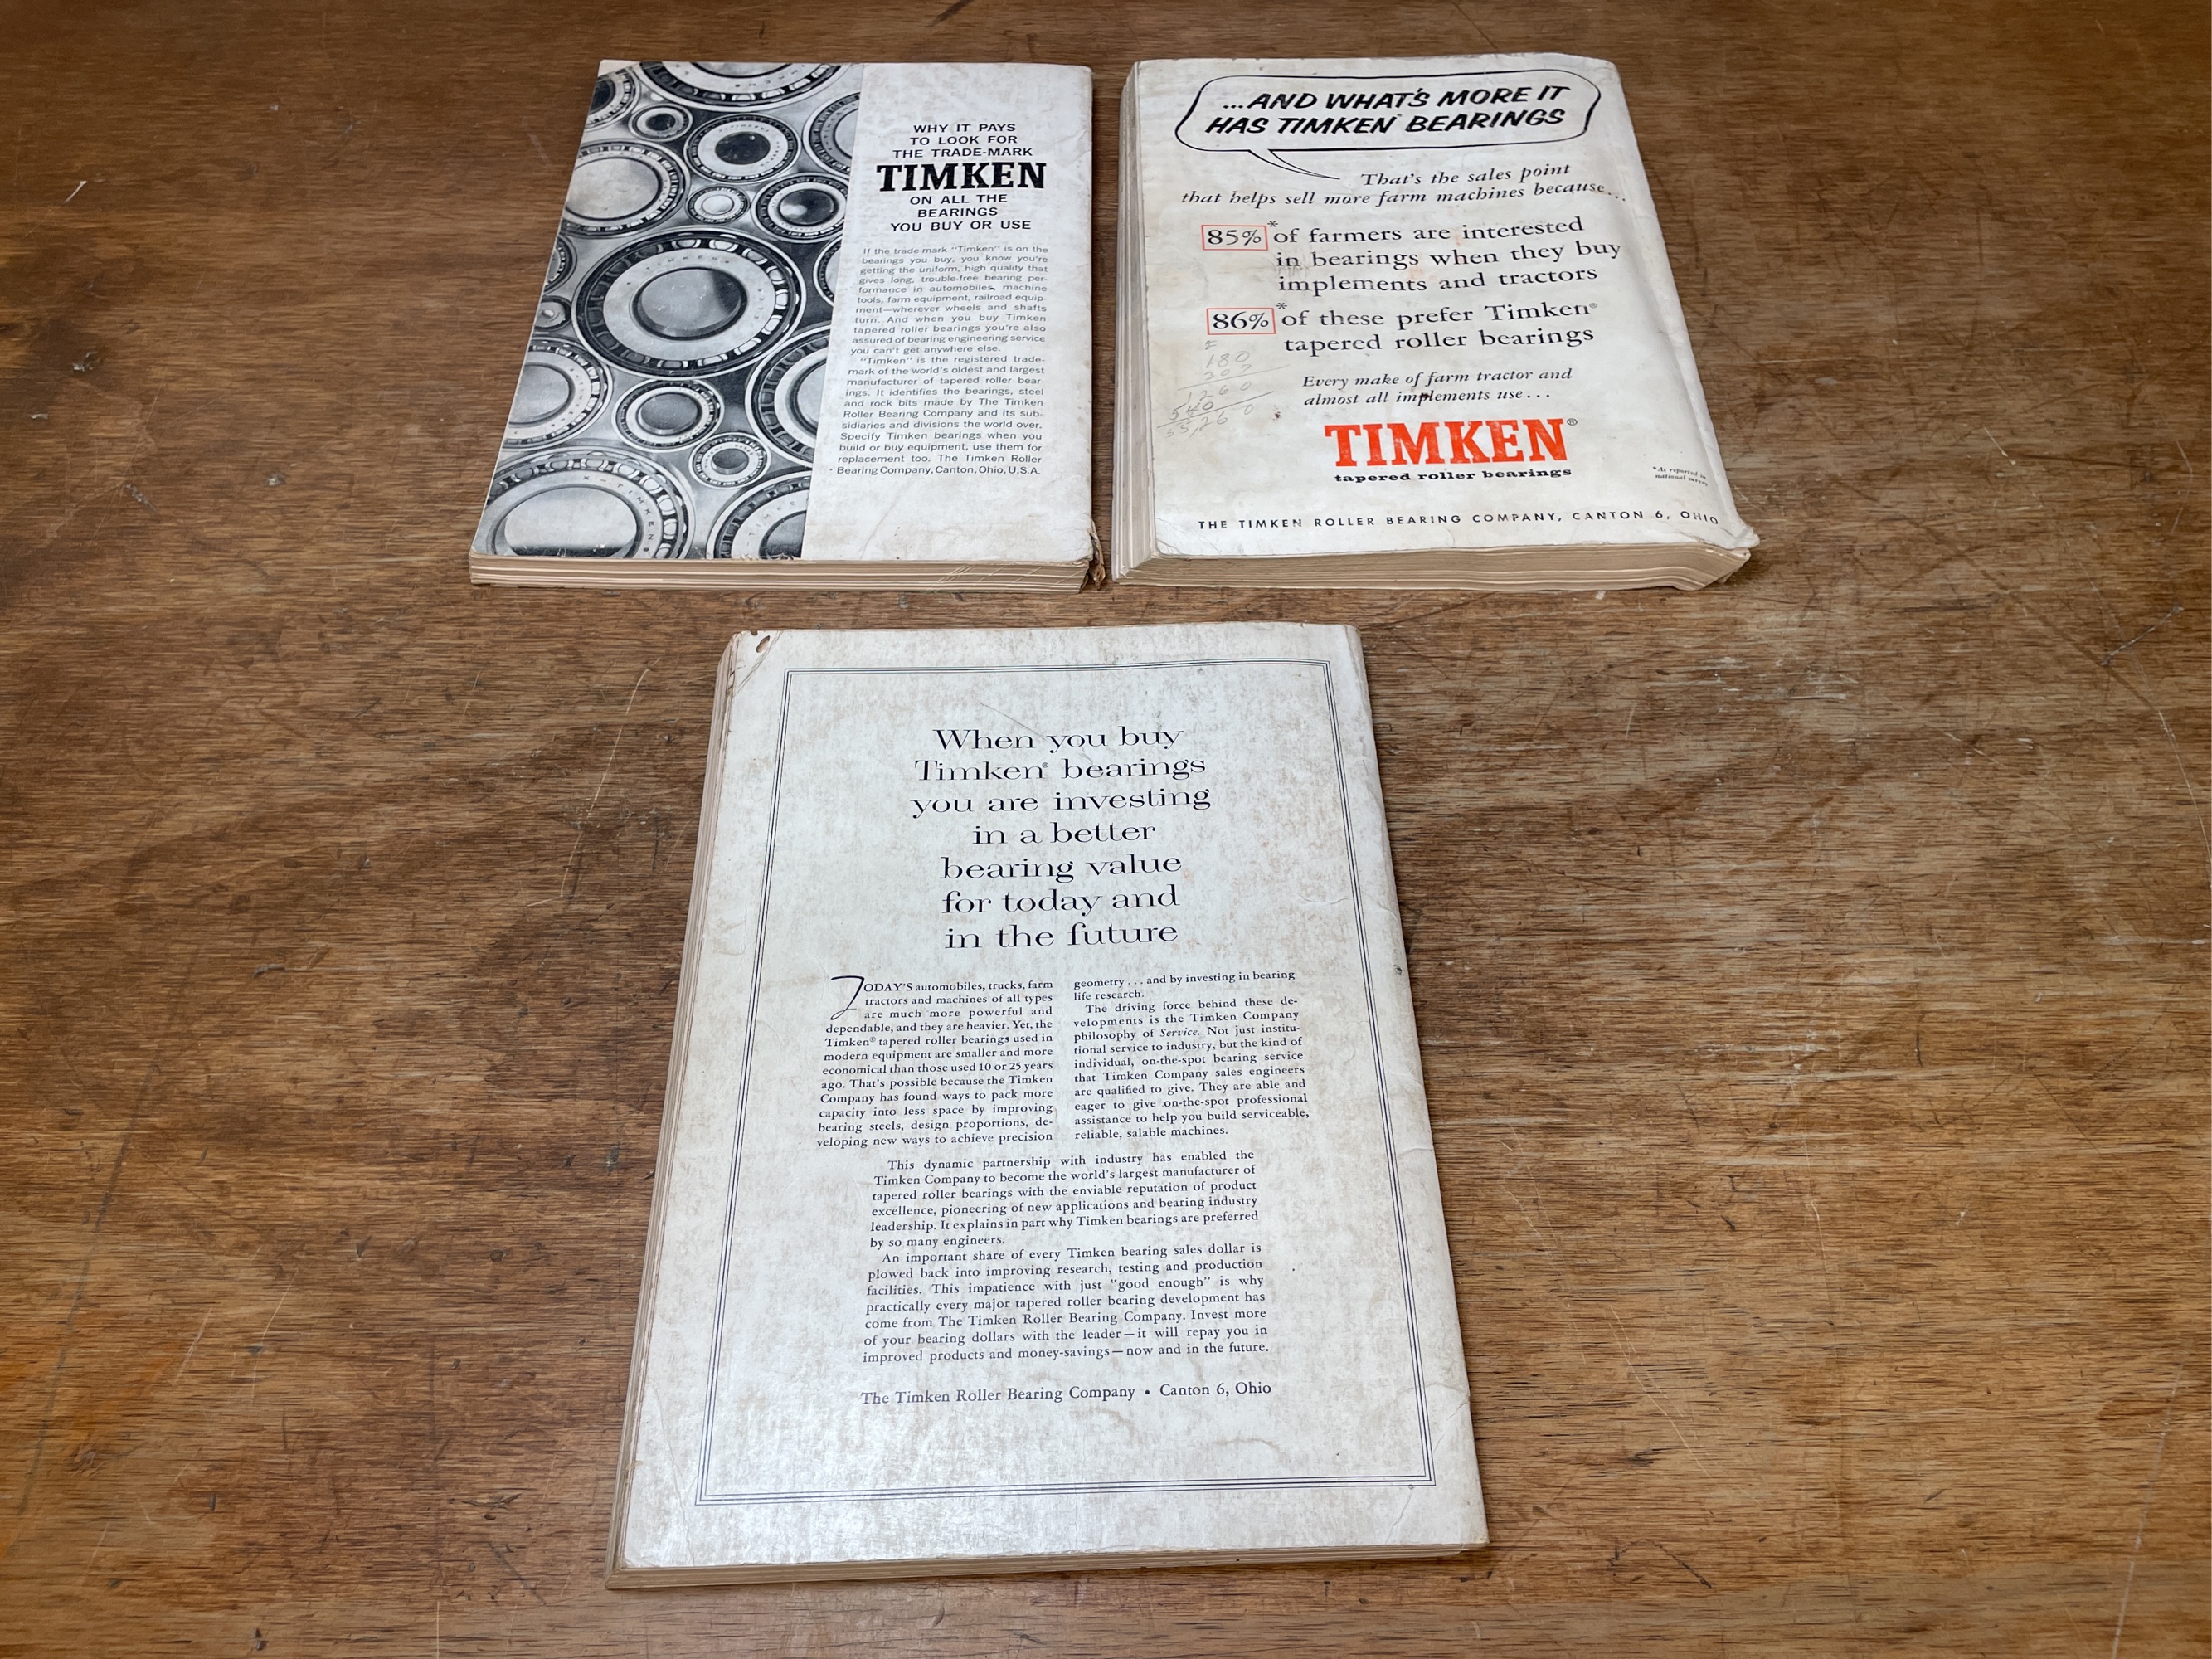 WHY IT PAYS
TO LOOK FOR
THE TRADE-MARK
TIMKEN
ON ALL THE
BEARINGS
YOU BUY OR USE
If the trade-mark "Timken" is on the
bearings you buy, you know you're
getting the uniform, high quality that
gives long, trouble-free bearing per-
formance in automobiles, machine
tools, farm equipment, railroad equip-
ment—wherever wheels and shafts
turn. And when you buy Timken
tapered roller bearings you're also
assured of bearing engineering service
you can't get anywhere else.
"Timken" is the registered trade-
mark of the world's oldest and largest
manufacturer of tapered roller bear-
ings. It identifies the bearings, steel
and rock bits made by The Timken
Roller Bearing Company and its sub-
sidiaries and divisions the world over.
Specify Timken bearings when you
build or buy equipment, use them for
replacement too. The Timken Roller
Bearing Company, Canton, Ohio, U.S.A.
...AND WHAT'S MORE IT
HAS TIMKEN® BEARINGS
That's the sales point
that helps sell more farm machines because...
85%* of farmers are interested
in bearings when they buy
implements and tractors
86%* of these prefer Timken®
tapered roller bearings
180
1260
540
Every make of farm tractor and
almost all implements use...
TIMKEN®
tapered roller bearings
*As reported in
national survey
THE TIMKEN ROLLER BEARING COMPANY, CANTON 6, OHIO
When you buy
Timken® bearings
you are investing
in a better
bearing value
for today and
in the future
TODAY'S automobiles, trucks, farm
tractors and machines of all types
are much more powerful and
dependable, and they are heavier. Yet, the
Timken® tapered roller bearings used in
modern equipment are smaller and more
economical than those used 10 or 25 years
ago. That's possible because the Timken
Company has found ways to pack more
capacity into less space by improving
bearing steels, design proportions, de-
veloping new ways to achieve precision
geometry . . . and by investing in bearing
life research.
The driving force behind these de-
velopments is the Timken Company
philosophy of Service. Not just institu-
tional service to industry, but the kind of
individual, on-the-spot bearing service
that Timken Company sales engineers
are qualified to give. They are able and
eager to give on-the-spot professional
assistance to help you build serviceable,
reliable, salable machines.
This dynamic partnership with industry has enabled the
Timken Company to become the world's largest manufacturer of
tapered roller bearings with the enviable reputation of product
excellence, pioneering of new applications and bearing industry
leadership. It explains in part why Timken bearings are preferred
by so many engineers.
An important share of every Timken bearing sales dollar is
plowed back into improving research, testing and production
facilities. This impatience with just "good enough" is why
practically every major tapered roller bearing development has
come from The Timken Roller Bearing Company. Invest more
of your bearing dollars with the leader—it will repay you in
improved products and money-savings—now and in the future.
The Timken Roller Bearing Company • Canton 6, Ohio